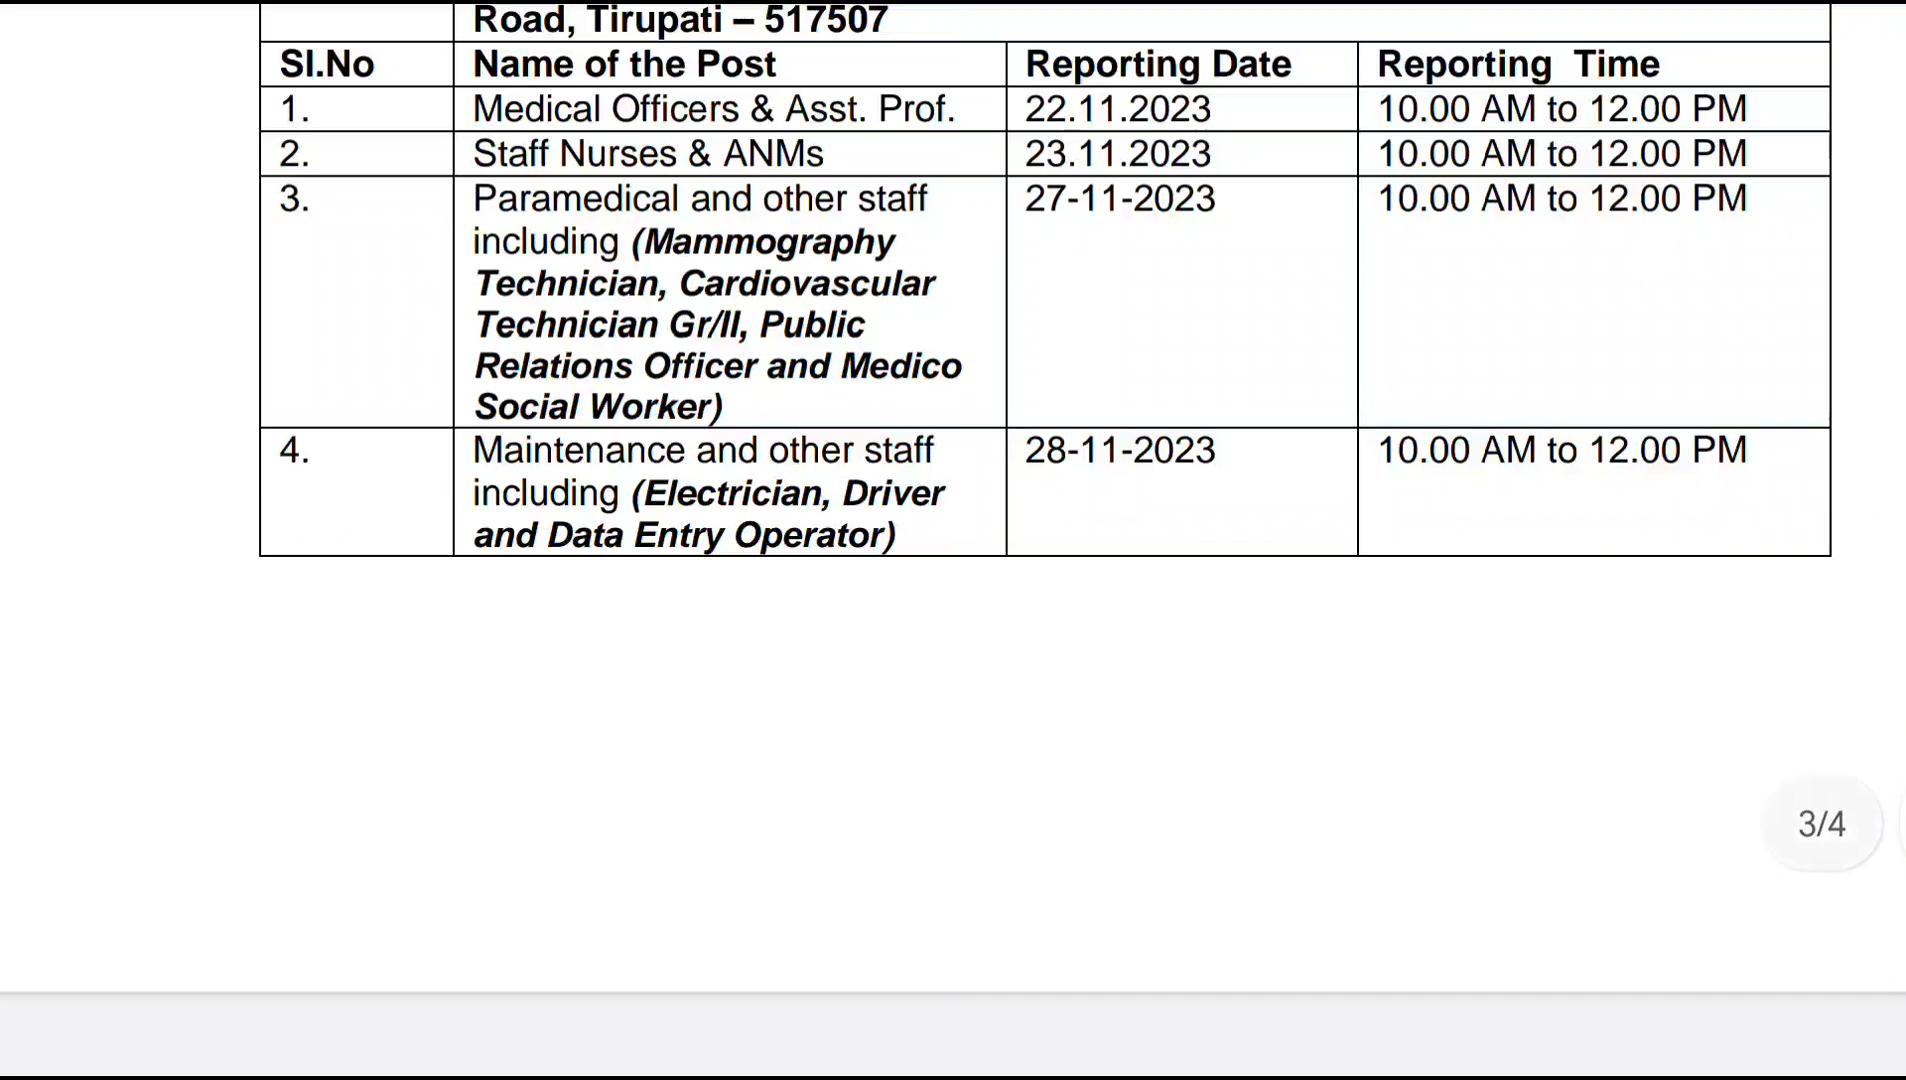 Road, Tirupati – 517507
Sl.No Name of the Post Reporting Date Reporting Time
1. Medical Officers & Asst. Prof. 22.11.2023 10.00 AM to 12.00 PM
2. Staff Nurses & ANMs 23.11.2023 10.00 AM to 12.00 PM
3. Paramedical and other staff 27-11-2023 10.00 AM to 12.00 PM
including (Mammography
Technician, Cardiovascular
Technician Gr/II, Public
Relations Officer and Medico
Social Worker)
4. Maintenance and other staff 28-11-2023 10.00 AM to 12.00 PM
including (Electrician, Driver
and Data Entry Operator)
3/4